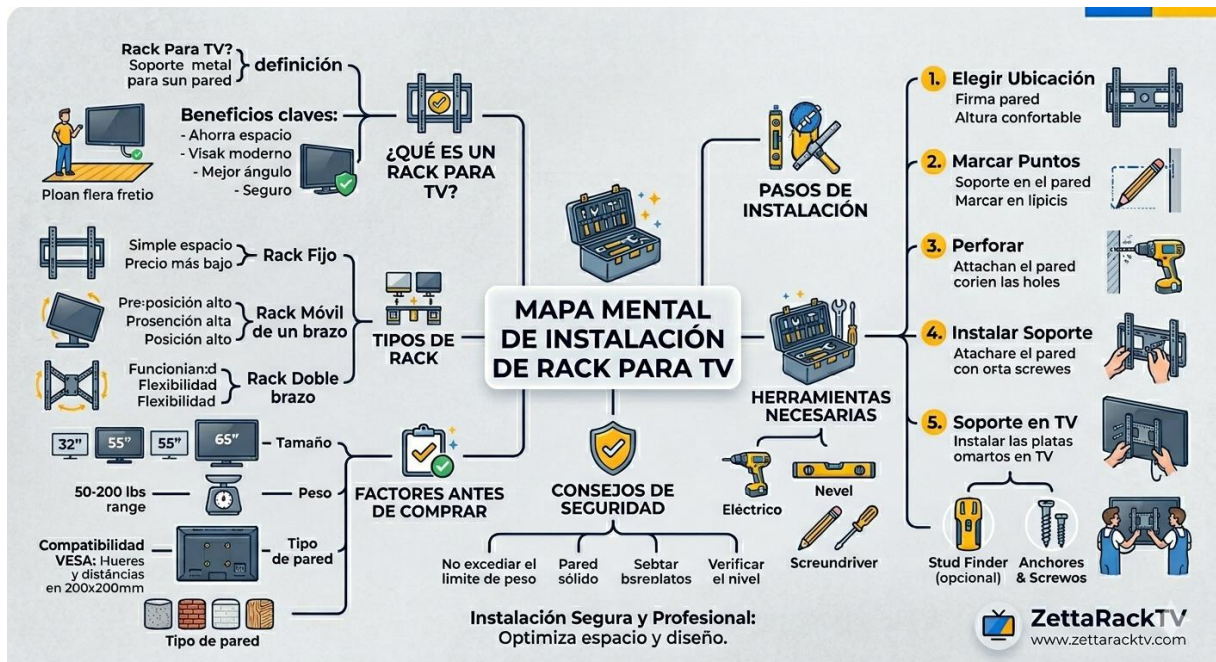 Rack Para TV?
Soporte metal
para sun pared
definición
Beneficios claves:
- Ahorra espacio
- Visak moderno
- Mejor ángulo
- Seguro
Ploan flera fretio
¿QUÉ ES UN
RACK PARA
TV?
Simple espacio
Precio más bajo
Rack Fijo
Pre:posición alto
Prosención alta
Posición alto
Rack Móvil
de un brazo
Funcionian:d
Flexibilidad
Flexibilidad
Rack Doble
brazo
TIPOS DE
RACK
32”
55”
55”
65”
Tamaño
50-200 lbs
range
Peso
Compatibilidad
VESA: Hueres
y distáncias
en 200x200mm
Tipo
de pared
Tipo de pared
FACTORES ANTES
DE COMPRAR
MAPA MENTAL
DE INSTALACIÓN
DE RACK PARA TV
CONSEJOS DE
SEGURIDAD
No excediar el
limite de peso
Pared
sólido
Sebtar
bsreplatos
Verificar
el nivel
Instalación Segura y Profesional:
Optimiza espacio y diseño.
PASOS DE
INSTALACIÓN
HERRAMIENTAS
NECESARIAS
Eléctrico
Nevel
Screundriver
1. Elegir Ubicación
Firma pared
Altura confortable
2. Marcar Puntos
Soporte en el pared
Marcar en lipicis
3. Perforar
Attachan el pared
corien las holes
4. Instalar Soporte
Atachare el pared
con orta screwes
5. Soporte en TV
Instalar las platas
omartos en TV
Stud Finder
(opcional)
Anchores
& Screwos
ZettaRackTV
www.zettaracktv.com